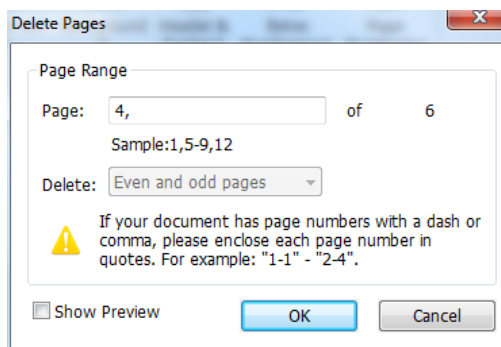 Delete Pages
Page Range
Page: 4, of 6
Sample:1,5-9,12
Delete: Even and odd pages
If your document has page numbers with a dash or
comma, please enclose each page number in
quotes. For example: "1-1" - "2-4".
Show Preview OK Cancel